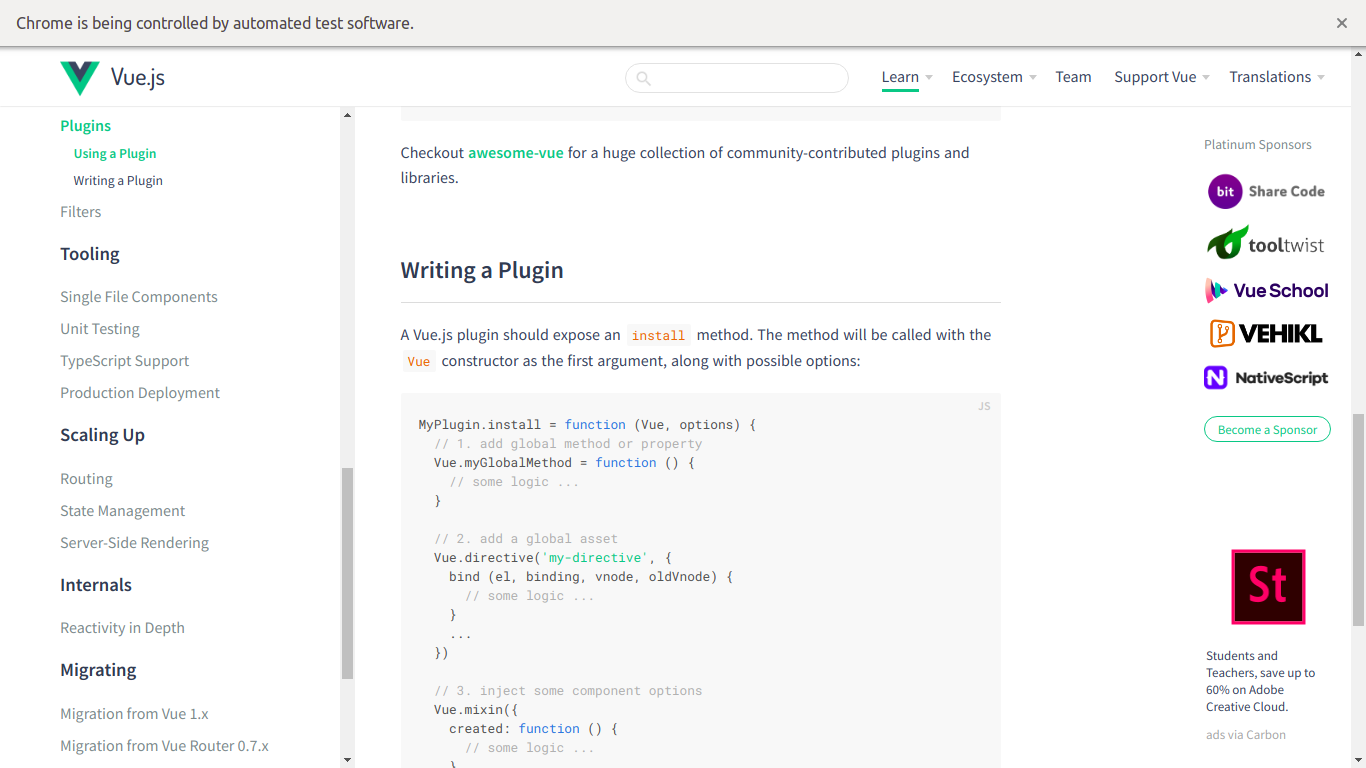 Chrome is being controlled by automated test software.
Vue.js
Learn
Ecosystem
Team
Support Vue
Translations
Plugins
Using a Plugin
Writing a Plugin
Filters
Tooling
Single File Components
Unit Testing
TypeScript Support
Production Deployment
Scaling Up
Routing
State Management
Server-Side Rendering
Internals
Reactivity in Depth
Migrating
Migration from Vue 1.x
Migration from Vue Router 0.7.x
Checkout awesome-vue for a huge collection of community-contributed plugins and
libraries.
Writing a Plugin
A Vue.js plugin should expose an install method. The method will be called with the
Vue constructor as the first argument, along with possible options:
JS
MyPlugin.install = function (Vue, options) {
  // 1. add global method or property
  Vue.myGlobalMethod = function () {
    // some logic ...
  }
  // 2. add a global asset
  Vue.directive('my-directive', {
    bind (el, binding, vnode, oldVnode) {
      // some logic ...
    }
    ...
  })
  // 3. inject some component options
  Vue.mixin({
    created: function () {
      // some logic ...
    }
Platinum Sponsors
bit Share Code
tooltwist
Vue School
VEHIKL
N NativeScript
Become a Sponsor
St
Students and
Teachers, save up to
60% on Adobe
Creative Cloud.
ads via Carbon